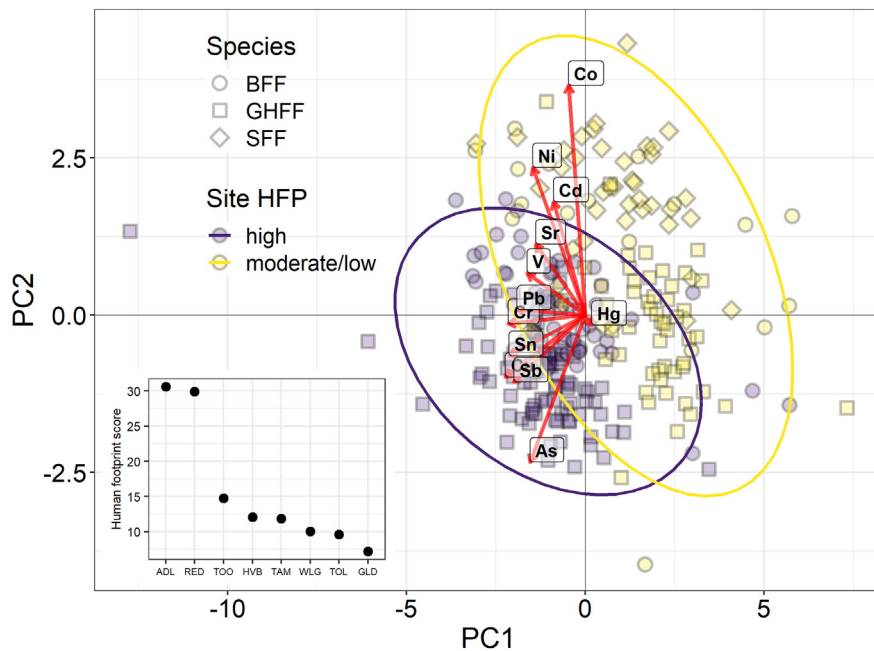 Species
BFF
GHFF
SFF
Site HFP
high
moderate/low
Co
Ni
Cd
Sr
V
Pb
Cr
Hg
Sn
Sb
As
PC2
2.5
0.0
-2.5
-10
-5
0
5
PC1
Human footprint score
30
25
20
15
10
ADL RED TOO HVB TAM WLG TOL GLD